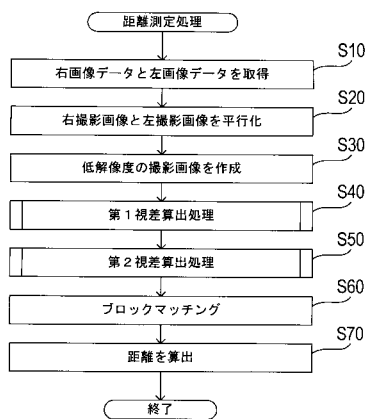 距離測定処理
S10
右画像データと左画像データを取得
S20
右撮影画像と左撮影画像を平行化
S30
低解像度の撮影画像を作成
S40
第1視差算出処理
S50
第2視差算出処理
S60
ブロックマッチング
S70
距離を算出
終了